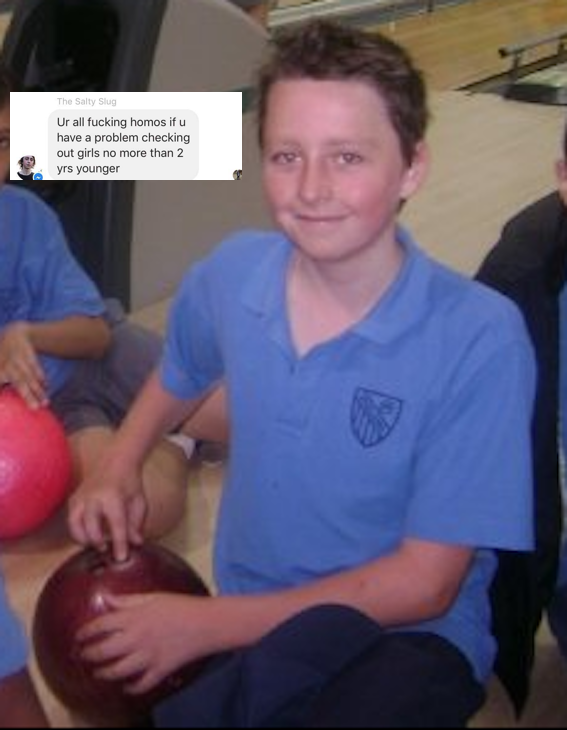 The Salty Slug
Ur all fucking homos if u
have a problem checking
out girls no more than 2
yrs younger